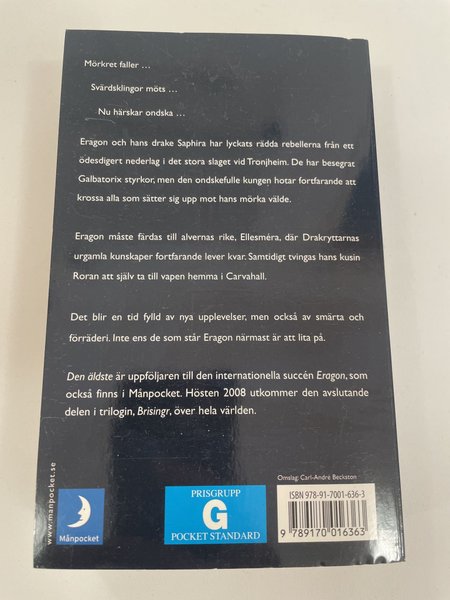 Mörkret faller ...
Svärdsklingor möts ...
Nu härskar ondska ...
Eragon och hans drake Saphira har lyckats rädda rebellerna från ett
ödesdigert nederlag i det stora slaget vid Tronjheim. De har besegrat
Galbatorix styrkor, men den ondskefulle kungen hotar fortfarande att
krossa alla som sätter sig upp mot hans mörka välde.
Eragon måste färdas till alvernas rike, Ellesméra, där Drakryttarnas
urgamla kunskaper fortfarande lever kvar. Samtidigt tvingas hans kusin
Roran att själv ta till vapen hemma i Carvahall.
Det blir en tid fylld av nya upplevelser, men också av smärta och
förräderi. Inte ens de som står Eragon närmast är att lita på.
Den äldste är uppföljaren till den internationella succén Eragon, som
också finns i Månpocket. Hösten 2008 utkommer den avslutande
delen i trilogin, Brisingr, över hela världen.
www.manpocket.se
Månpocket
PRISGRUPP
G
POCKET STANDARD
Omslag: Carl-André Beckston
ISBN 978-91-7001-636-3
9 789170 016363